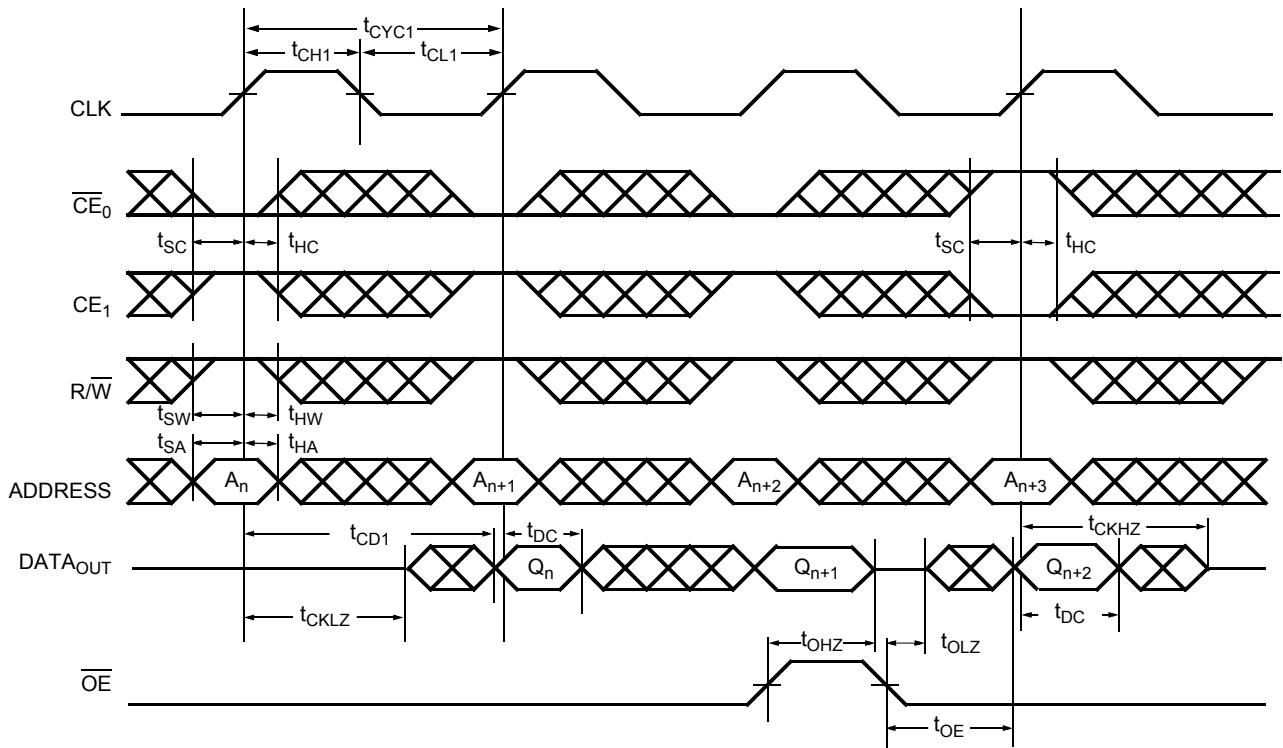 tCYC1
tCH1
tCL1
CLK
CE0
tSC
tHC
tSC
tHC
CE1
R/W
tSW
tHW
tSA
tHA
ADDRESS
An
An+1
An+2
An+3
tCD1
tDC
tCKHZ
DATAOUT
Qn
Qn+1
Qn+2
tCKLZ
tDC
tOHZ
tOLZ
OE
tOE